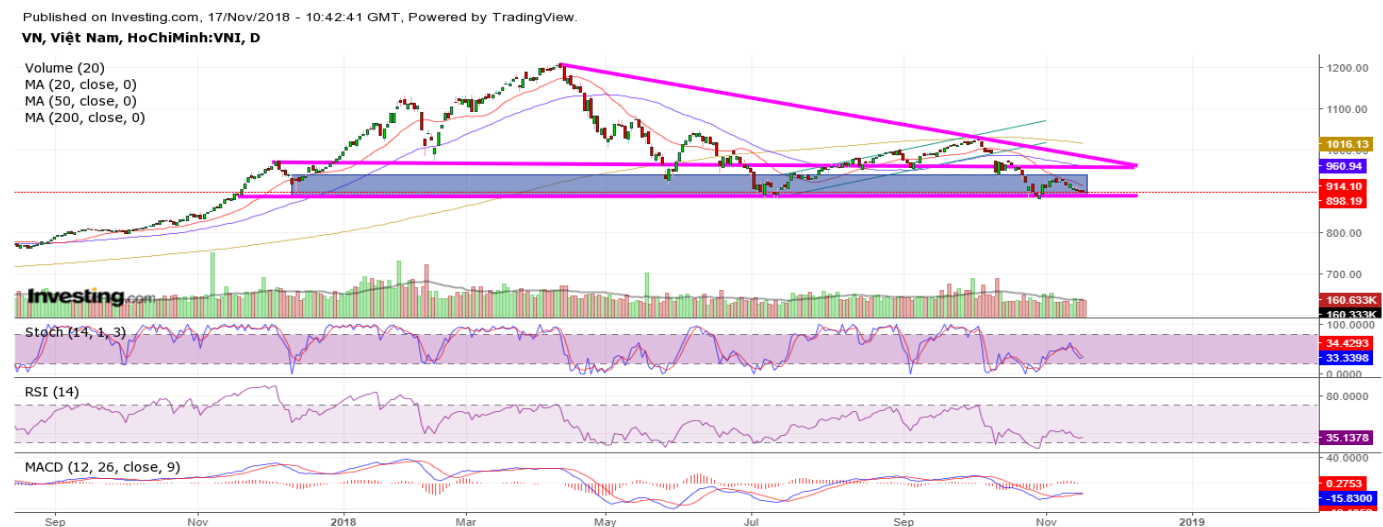 Published on Investing.com, 17/Nov/2018 - 10:42:41 GMT, Powered by TradingView.
VN, Việt Nam, HoChiMinh:VNI, D
Volume (20)
MA (20, close, 0)
MA (50, close, 0)
MA (200, close, 0)
1200.00
1100.00
1016.13
960.94
914.10
898.19
800.00
700.00
Investing.com
160.633K
160.333K
Stoch (14, 1, 3)
100.0000
34.4293
33.3398
0.0000
RSI (14)
80.0000
35.1378
MACD (12, 26, close, 9)
40.0000
0.2753
-15.8300
Sep Nov 2018 Mar May Jul Sep Nov 2019